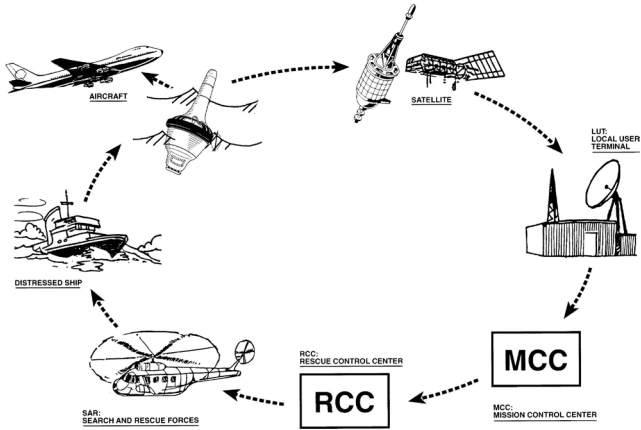 AIRCRAFT
SATELLITE
LUT:
LOCAL USER
TERMINAL
DISTRESSED SHIP
RCC:
RESCUE CONTROL CENTER
MCC
RCC
MCC:
MISSION CONTROL CENTER
SAR:
SEARCH AND RESCUE FORCES